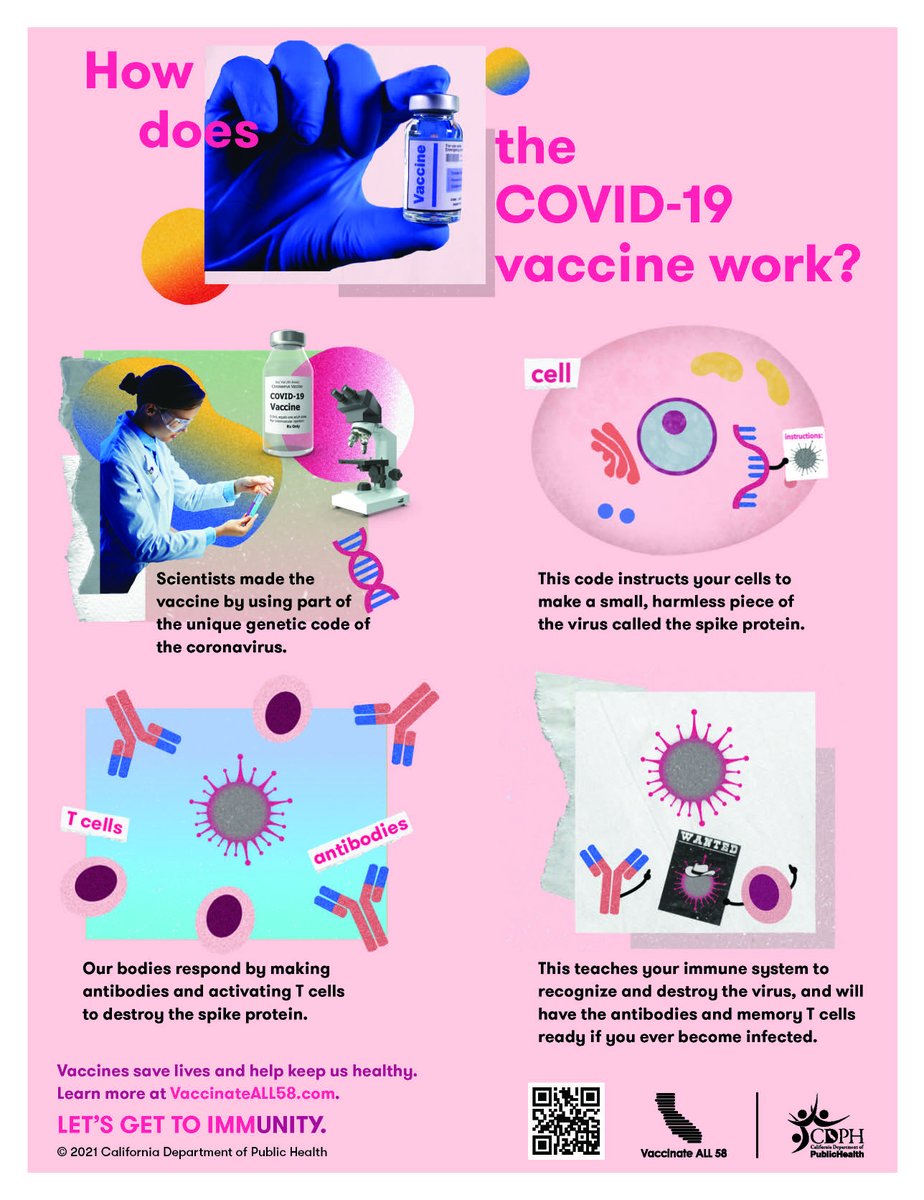 How
does
the
COVID-19
vaccine work?
Vaccine
COVID-19
Vaccine
Rx Only
cell
instructions:
Scientists made the
vaccine by using part of
the unique genetic code of
the coronavirus.
This code instructs your cells to
make a small, harmless piece of
the virus called the spike protein.
T cells
antibodies
WANTED
Our bodies respond by making
antibodies and activating T cells
to destroy the spike protein.
This teaches your immune system to
recognize and destroy the virus, and will
have the antibodies and memory T cells
ready if you ever become infected.
Vaccines save lives and help keep us healthy.
Learn more at VaccinateALL58.com.
LET'S GET TO IMMUNITY.
© 2021 California Department of Public Health
Vaccinate ALL 58
CDPH
California Department of
PublicHealth